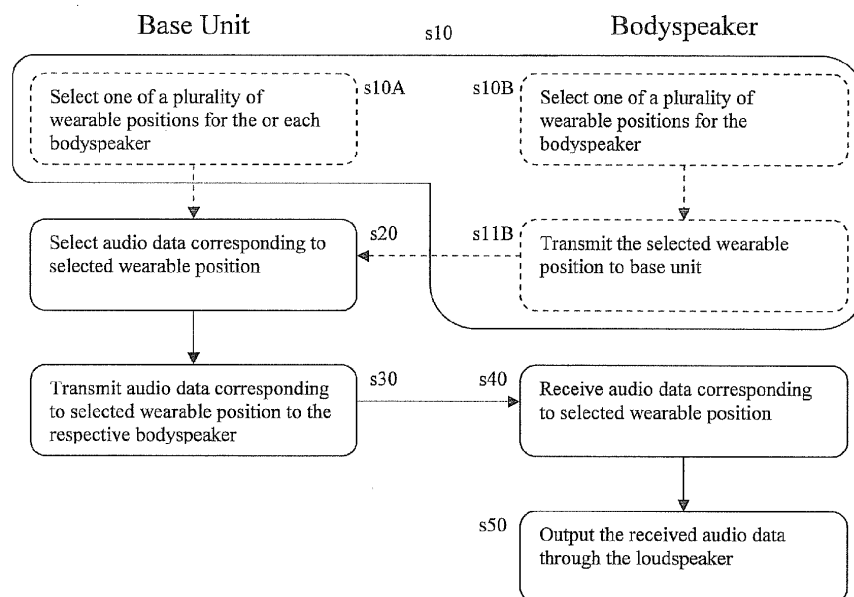 Base Unit
s10
Bodyspeaker
Select one of a plurality of
wearable positions for the or each
bodyspeaker
s10A
s10B
Select one of a plurality of
wearable positions for the
bodyspeaker
Select audio data corresponding to
selected wearable position
s20
s11B
Transmit the selected wearable
position to base unit
Transmit audio data corresponding
to selected wearable position to the
respective bodyspeaker
s30
s40
Receive audio data corresponding
to selected wearable position
s50
Output the received audio data
through the loudspeaker